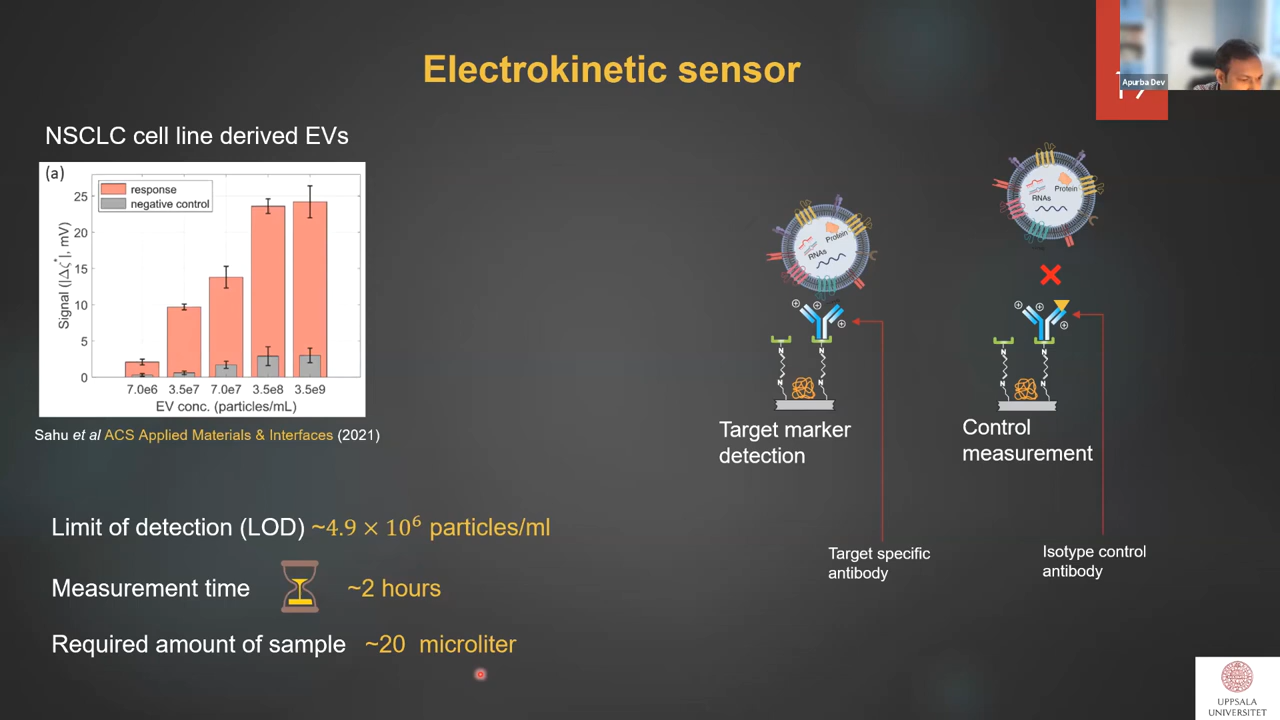 Electrokinetic sensor
Apurba Dev
NSCLC cell line derived EVs
(a)
response
negative control
25
20
15
10
5
0
Signal (|Δζ*|, mV)
7.0e6 3.5e7 7.0e7 3.5e8 3.5e9
EV conc. (particles/mL)
Sahu et al ACS Applied Materials & Interfaces (2021)
Limit of detection (LOD) ~4.9 × 10⁶ particles/ml
Measurement time ~2 hours
Required amount of sample ~20 microliter
Protein
RNAs
N
N
N
N
Target marker
detection
Target specific
antibody
Protein
RNAs
N
N
N
N
Control
measurement
Isotype control
antibody
UPPSALA
UNIVERSITET